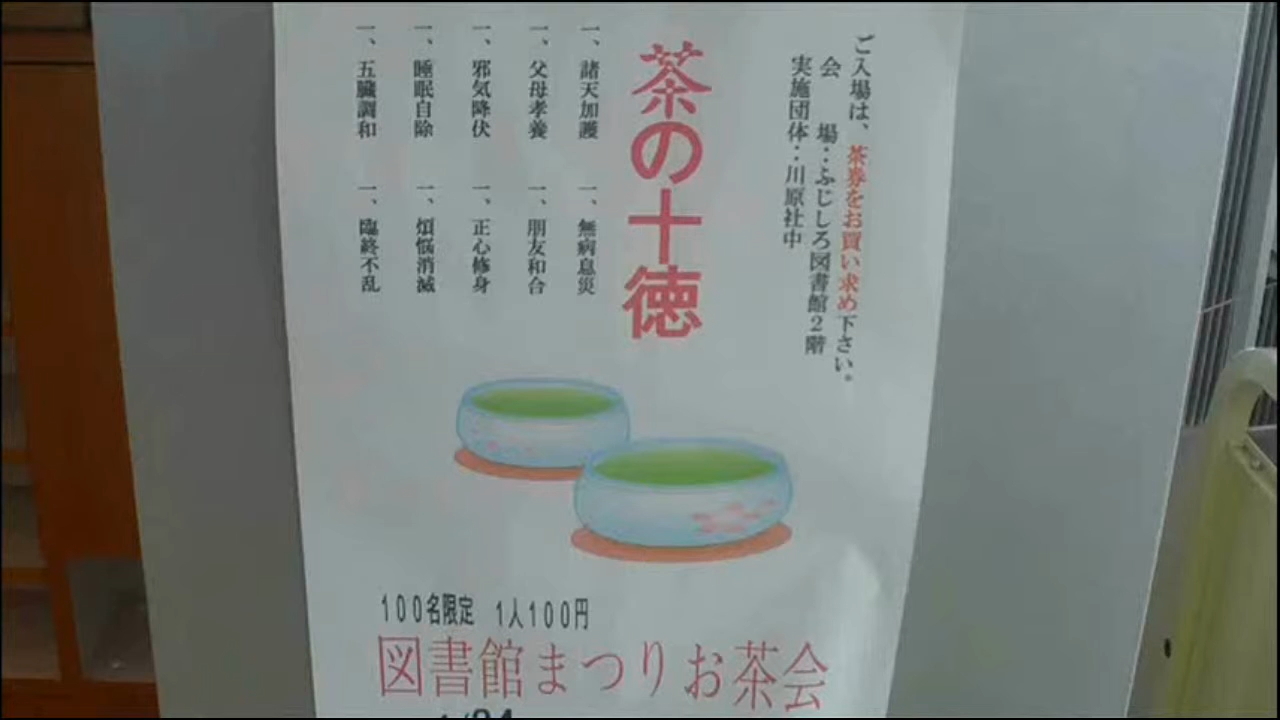 ご入場は、茶券をお買い求め下さい。
会 場：ふじしろ図書館2階
実施団体：川原社中
茶の十徳
一、諸天加護 一、無病息災
一、父母孝養 一、朋友和合
一、邪気降伏 一、正心修身
一、睡眠自除 一、煩悩消滅
一、五臓調和 一、臨終不乱
100名限定 1人100円
図書館まつりお茶会